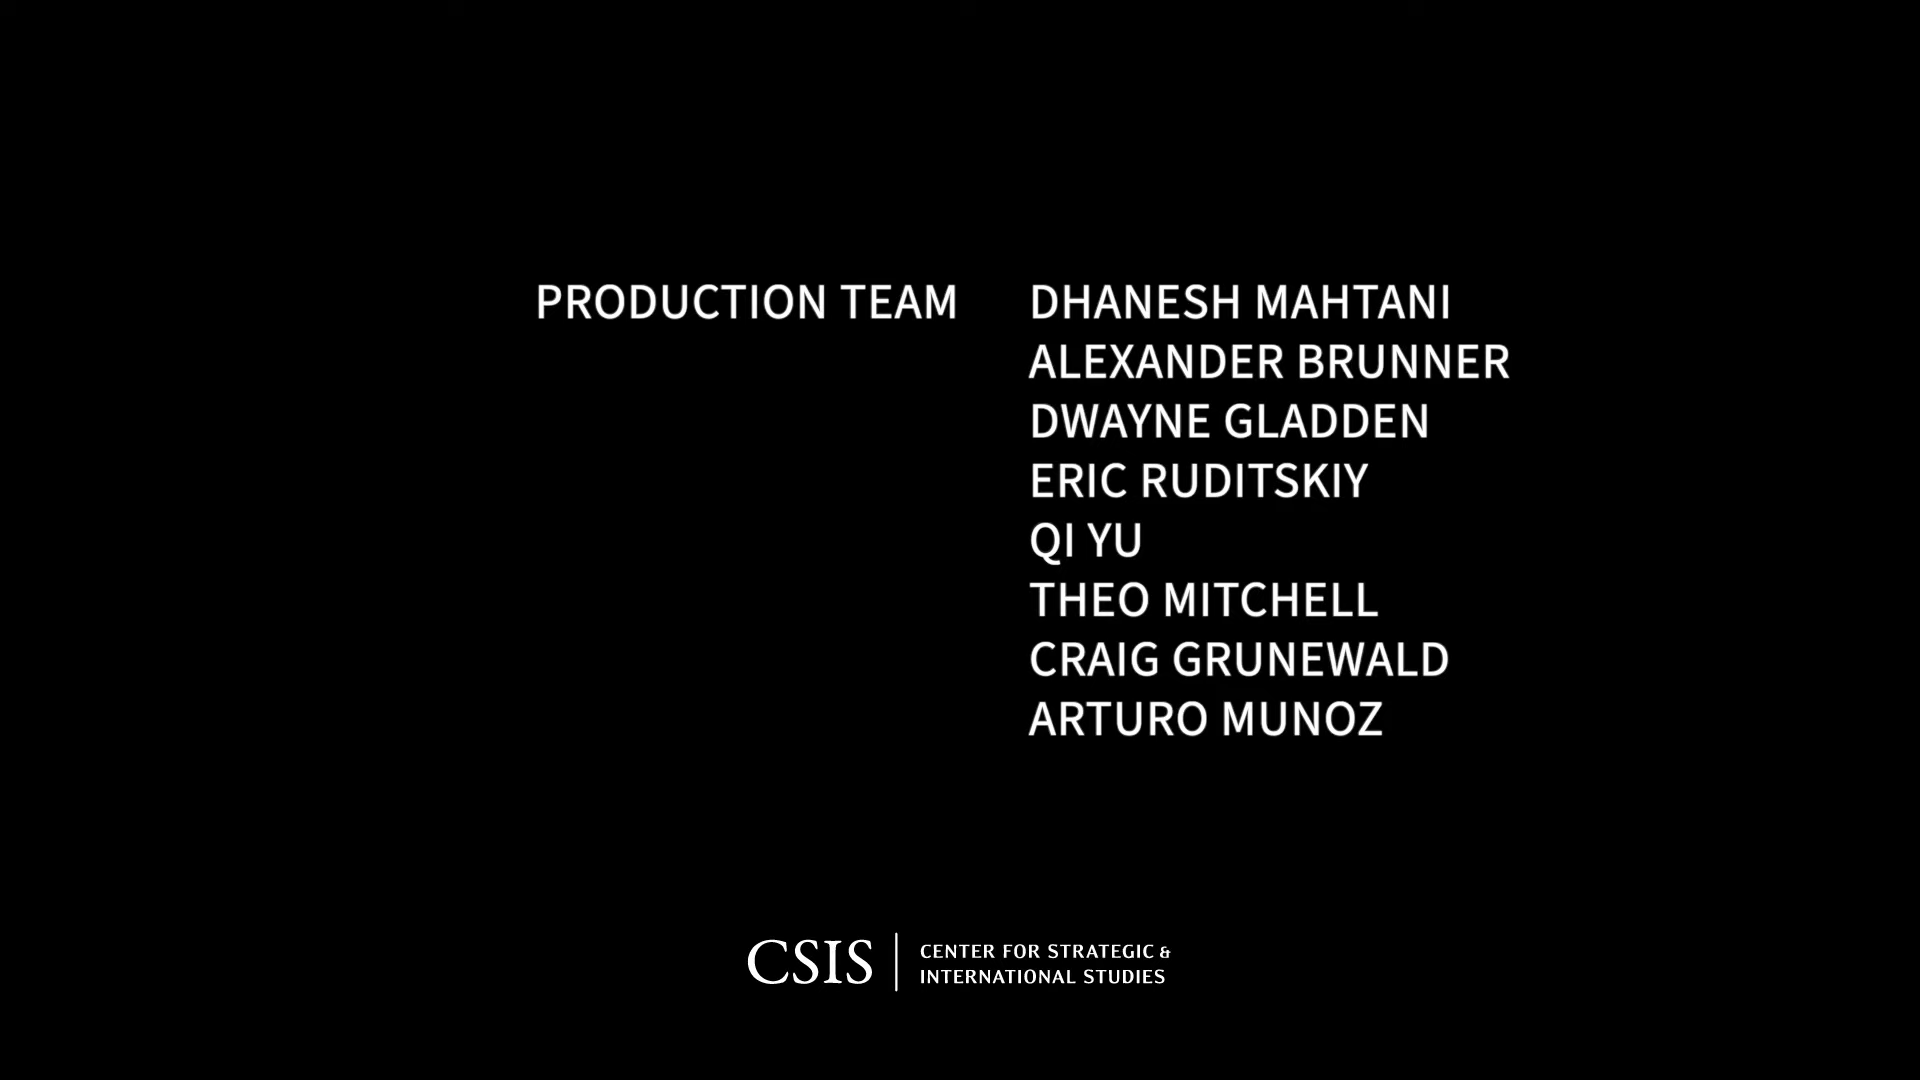 PRODUCTION TEAM DHANESH MAHTANI
ALEXANDER BRUNNER
DWAYNE GLADDEN
ERIC RUDITSKIY
QI YU
THEO MITCHELL
CRAIG GRUNEWALD
ARTURO MUNOZ
CSIS | CENTER FOR STRATEGIC &
INTERNATIONAL STUDIES